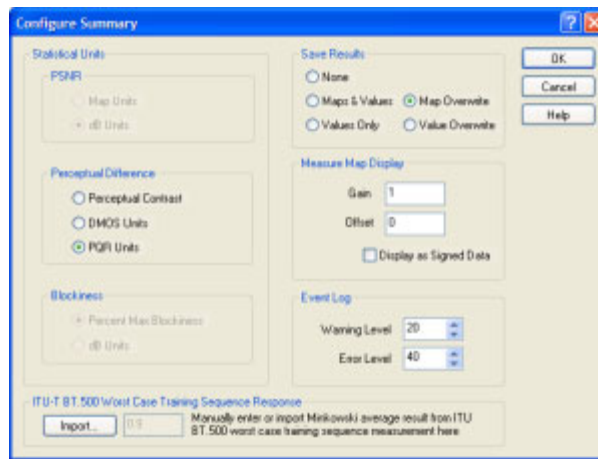 Configure Summary
Statistical Units
PSNR
Map Units
dB Units
Perceptual Difference
Perceptual Contrast
DMOS Units
PQR Units
Blockiness
Percent Max Blockiness
dB Units
Save Results
None
Maps & Values
Map Overwrite
Values Only
Value Overwrite
Measure Map Display
Gain
1
Offset
0
Display as Signed Data
Event Log
Warning Level
20
Error Level
40
OK
Cancel
Help
ITU-T BT.500 Worst Case Training Sequence Response
Import...
Manually enter or import Minkowski average result from ITU
BT.500 worst case training sequence measurement here